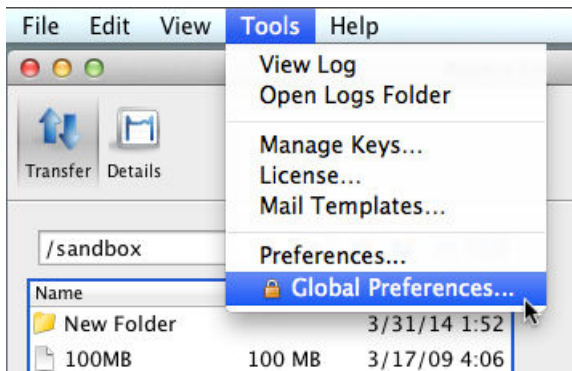 File Edit View Tools Help
View Log
Open Logs Folder
Manage Keys...
License...
Mail Templates...
Preferences...
Global Preferences...
Transfer Details
/sandbox
Name
New Folder 3/31/14 1:52
100MB 100 MB 3/17/09 4:06